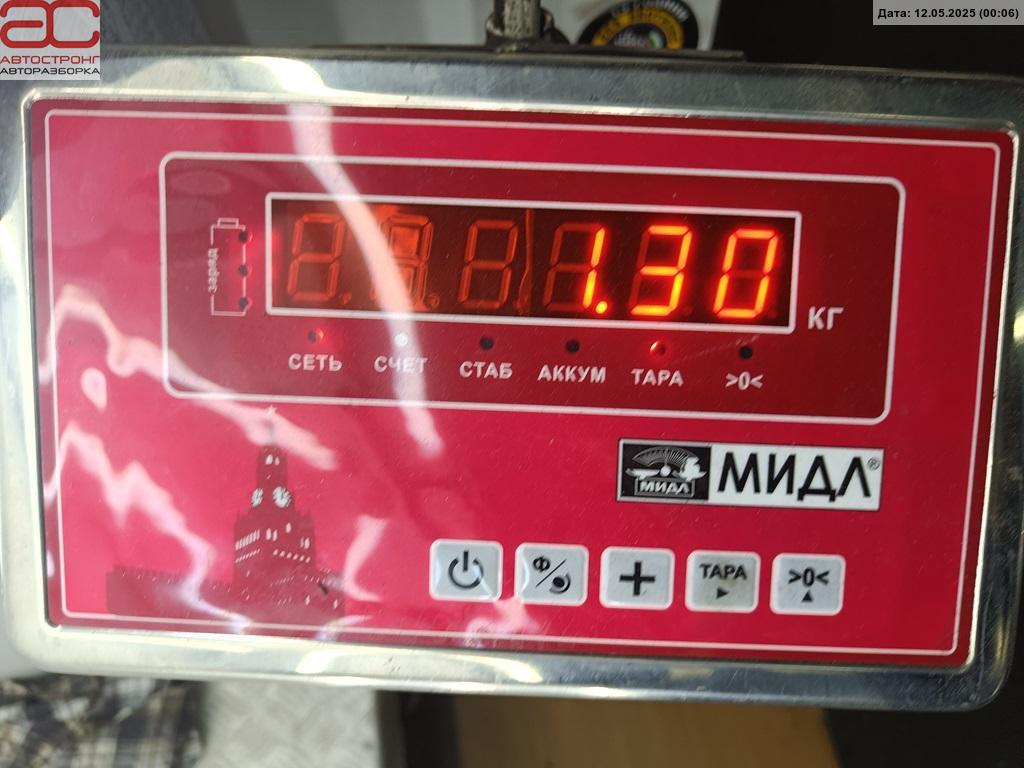 ас
АВТОСТРОНГ
АВТОРАЗБОРКА
Дата: 12.05.2025 (00:06)
заряд
1.30
КГ
СЕТЬ СЧЕТ СТАБ АККУМ ТАРА >0<
МИДЛ
МИДЛ®
Ф/ + ТАРА >0<